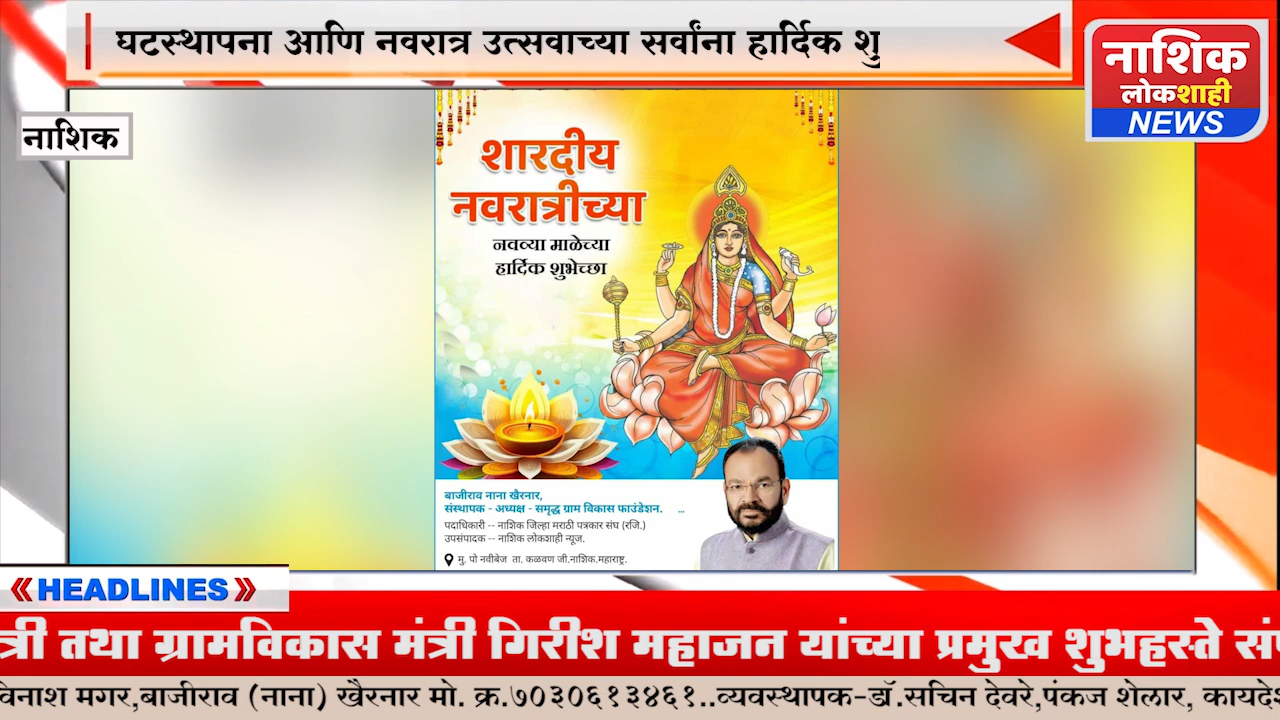 घटस्थापना आणि नवरात्र उत्सवाच्या सर्वांना हार्दिक शु
नाशिक
लोकशाही
NEWS
नाशिक
शारदीय
नवरात्रीच्या
नवव्या माळेच्या
हार्दिक शुभेच्छा
बाजीराव नाना खैरनार,
संस्थापक - अध्यक्ष - समृद्ध ग्राम विकास फाउंडेशन. ...
पदाधिकारी -- नाशिक जिल्हा मराठी पत्रकार संघ (रजि.)
उपसंपादक -- नाशिक लोकशाही न्यूज.
मु. पो नवीबेज ता. कळवण जी.नाशिक.महाराष्ट्र.
HEADLINES
त्री तथा ग्रामविकास मंत्री गिरीश महाजन यांच्या प्रमुख शुभहस्ते सं
विनाश मगर,बाजीराव (नाना) खैरनार मो. क्र.७०३०६१३४६१..व्यवस्थापक-डॉ.सचिन देवरे,पंकज शेलार, कायदे